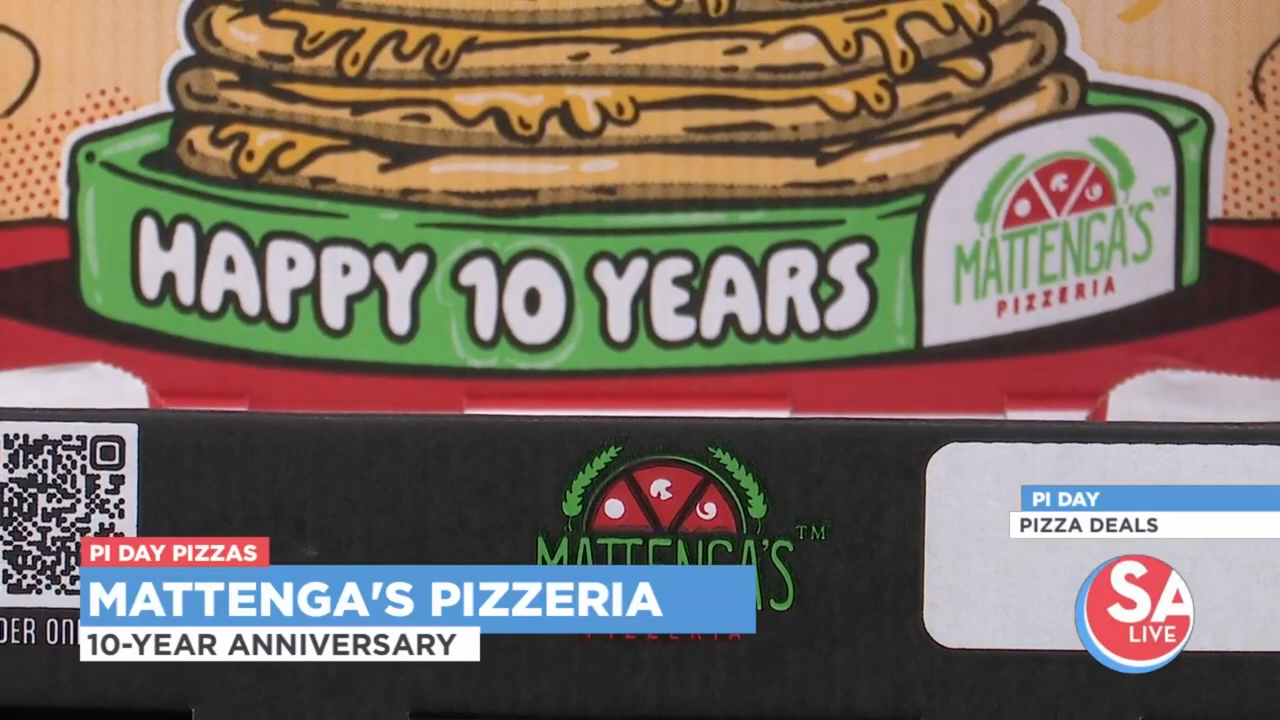 HAPPY 10 YEARS
MATTENGA'S™
PIZZERIA
MATTENGA'S™
PIZZERIA
PI DAY
PIZZA DEALS
PI DAY PIZZAS
MATTENGA'S PIZZERIA
10-YEAR ANNIVERSARY
SA
LIVE